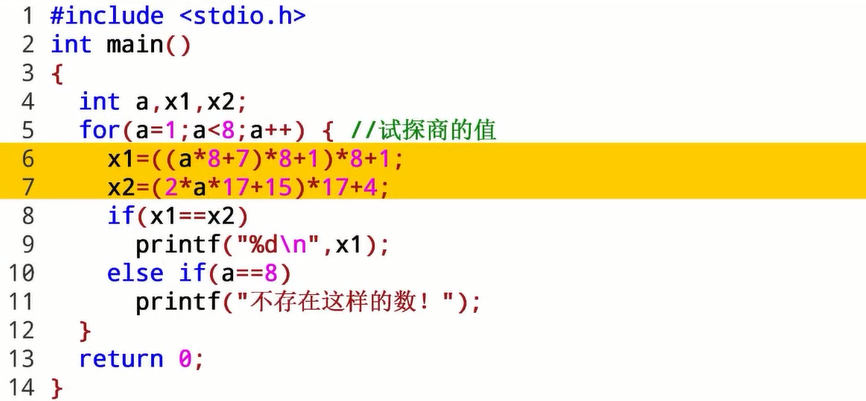 1 #include <stdio.h>
2 int main()
3 {
4   int a,x1,x2;
5   for(a=1;a<8;a++) { //试探商的值
6     x1=((a*8+7)*8+1)*8+1;
7     x2=(2*a*17+15)*17+4;
8     if(x1==x2)
9       printf("%d\n",x1);
10     else if(a==8)
11       printf("不存在这样的数！");
12   }
13   return 0;
14 }